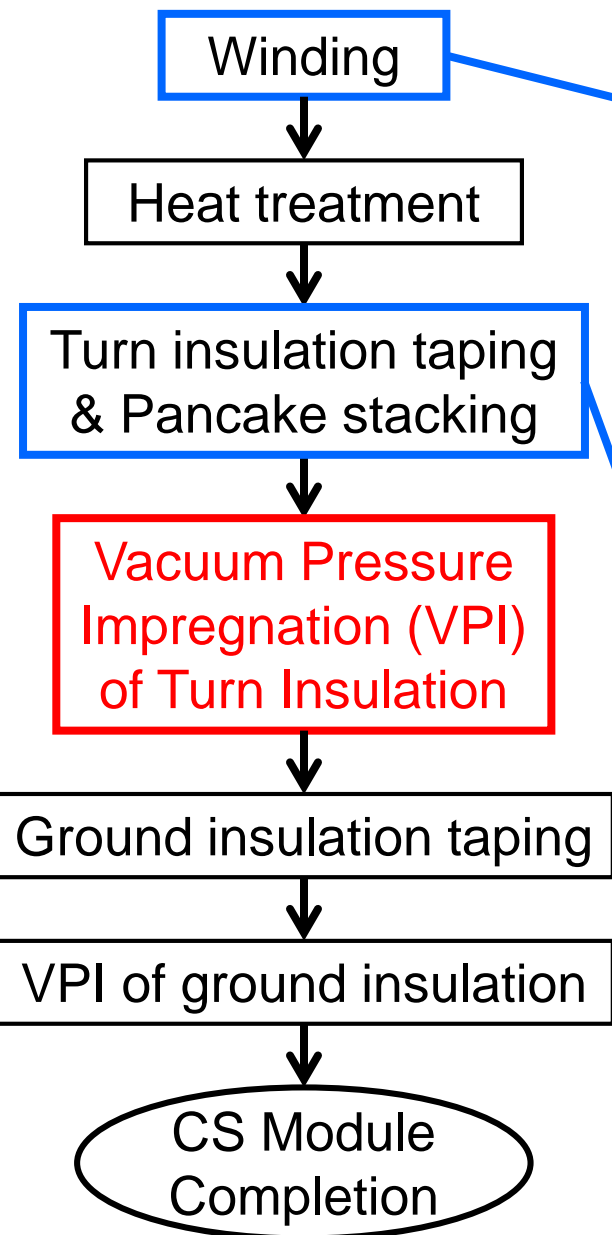 Winding
Heat treatment
Turn insulation taping
& Pancake stacking
Vacuum Pressure
Impregnation (VPI)
of Turn Insulation
Ground insulation taping
VPI of ground insulation
CS Module
Completion